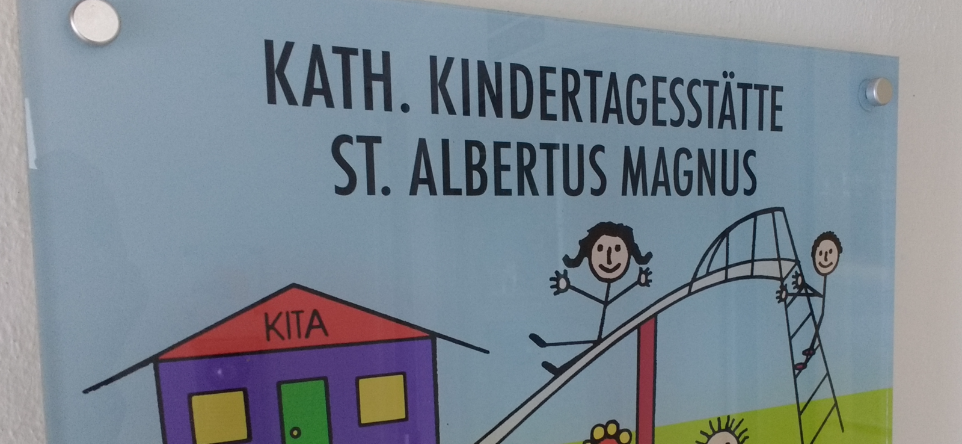 KATH. KINDERTAGESSTÄTTE
ST. ALBERTUS MAGNUS
KITA